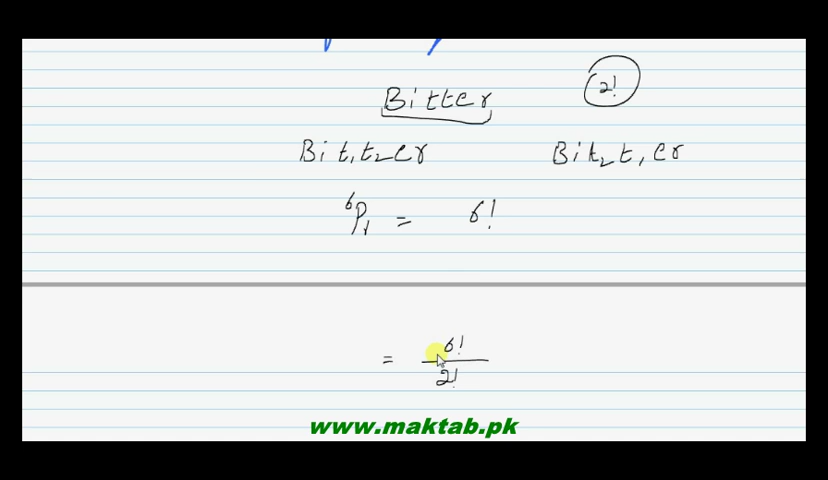 Bitter 2!
Bit₁t₂er Bit₂t₁er
⁶P₁ = 6!
= 6!/2!
www.maktab.pk